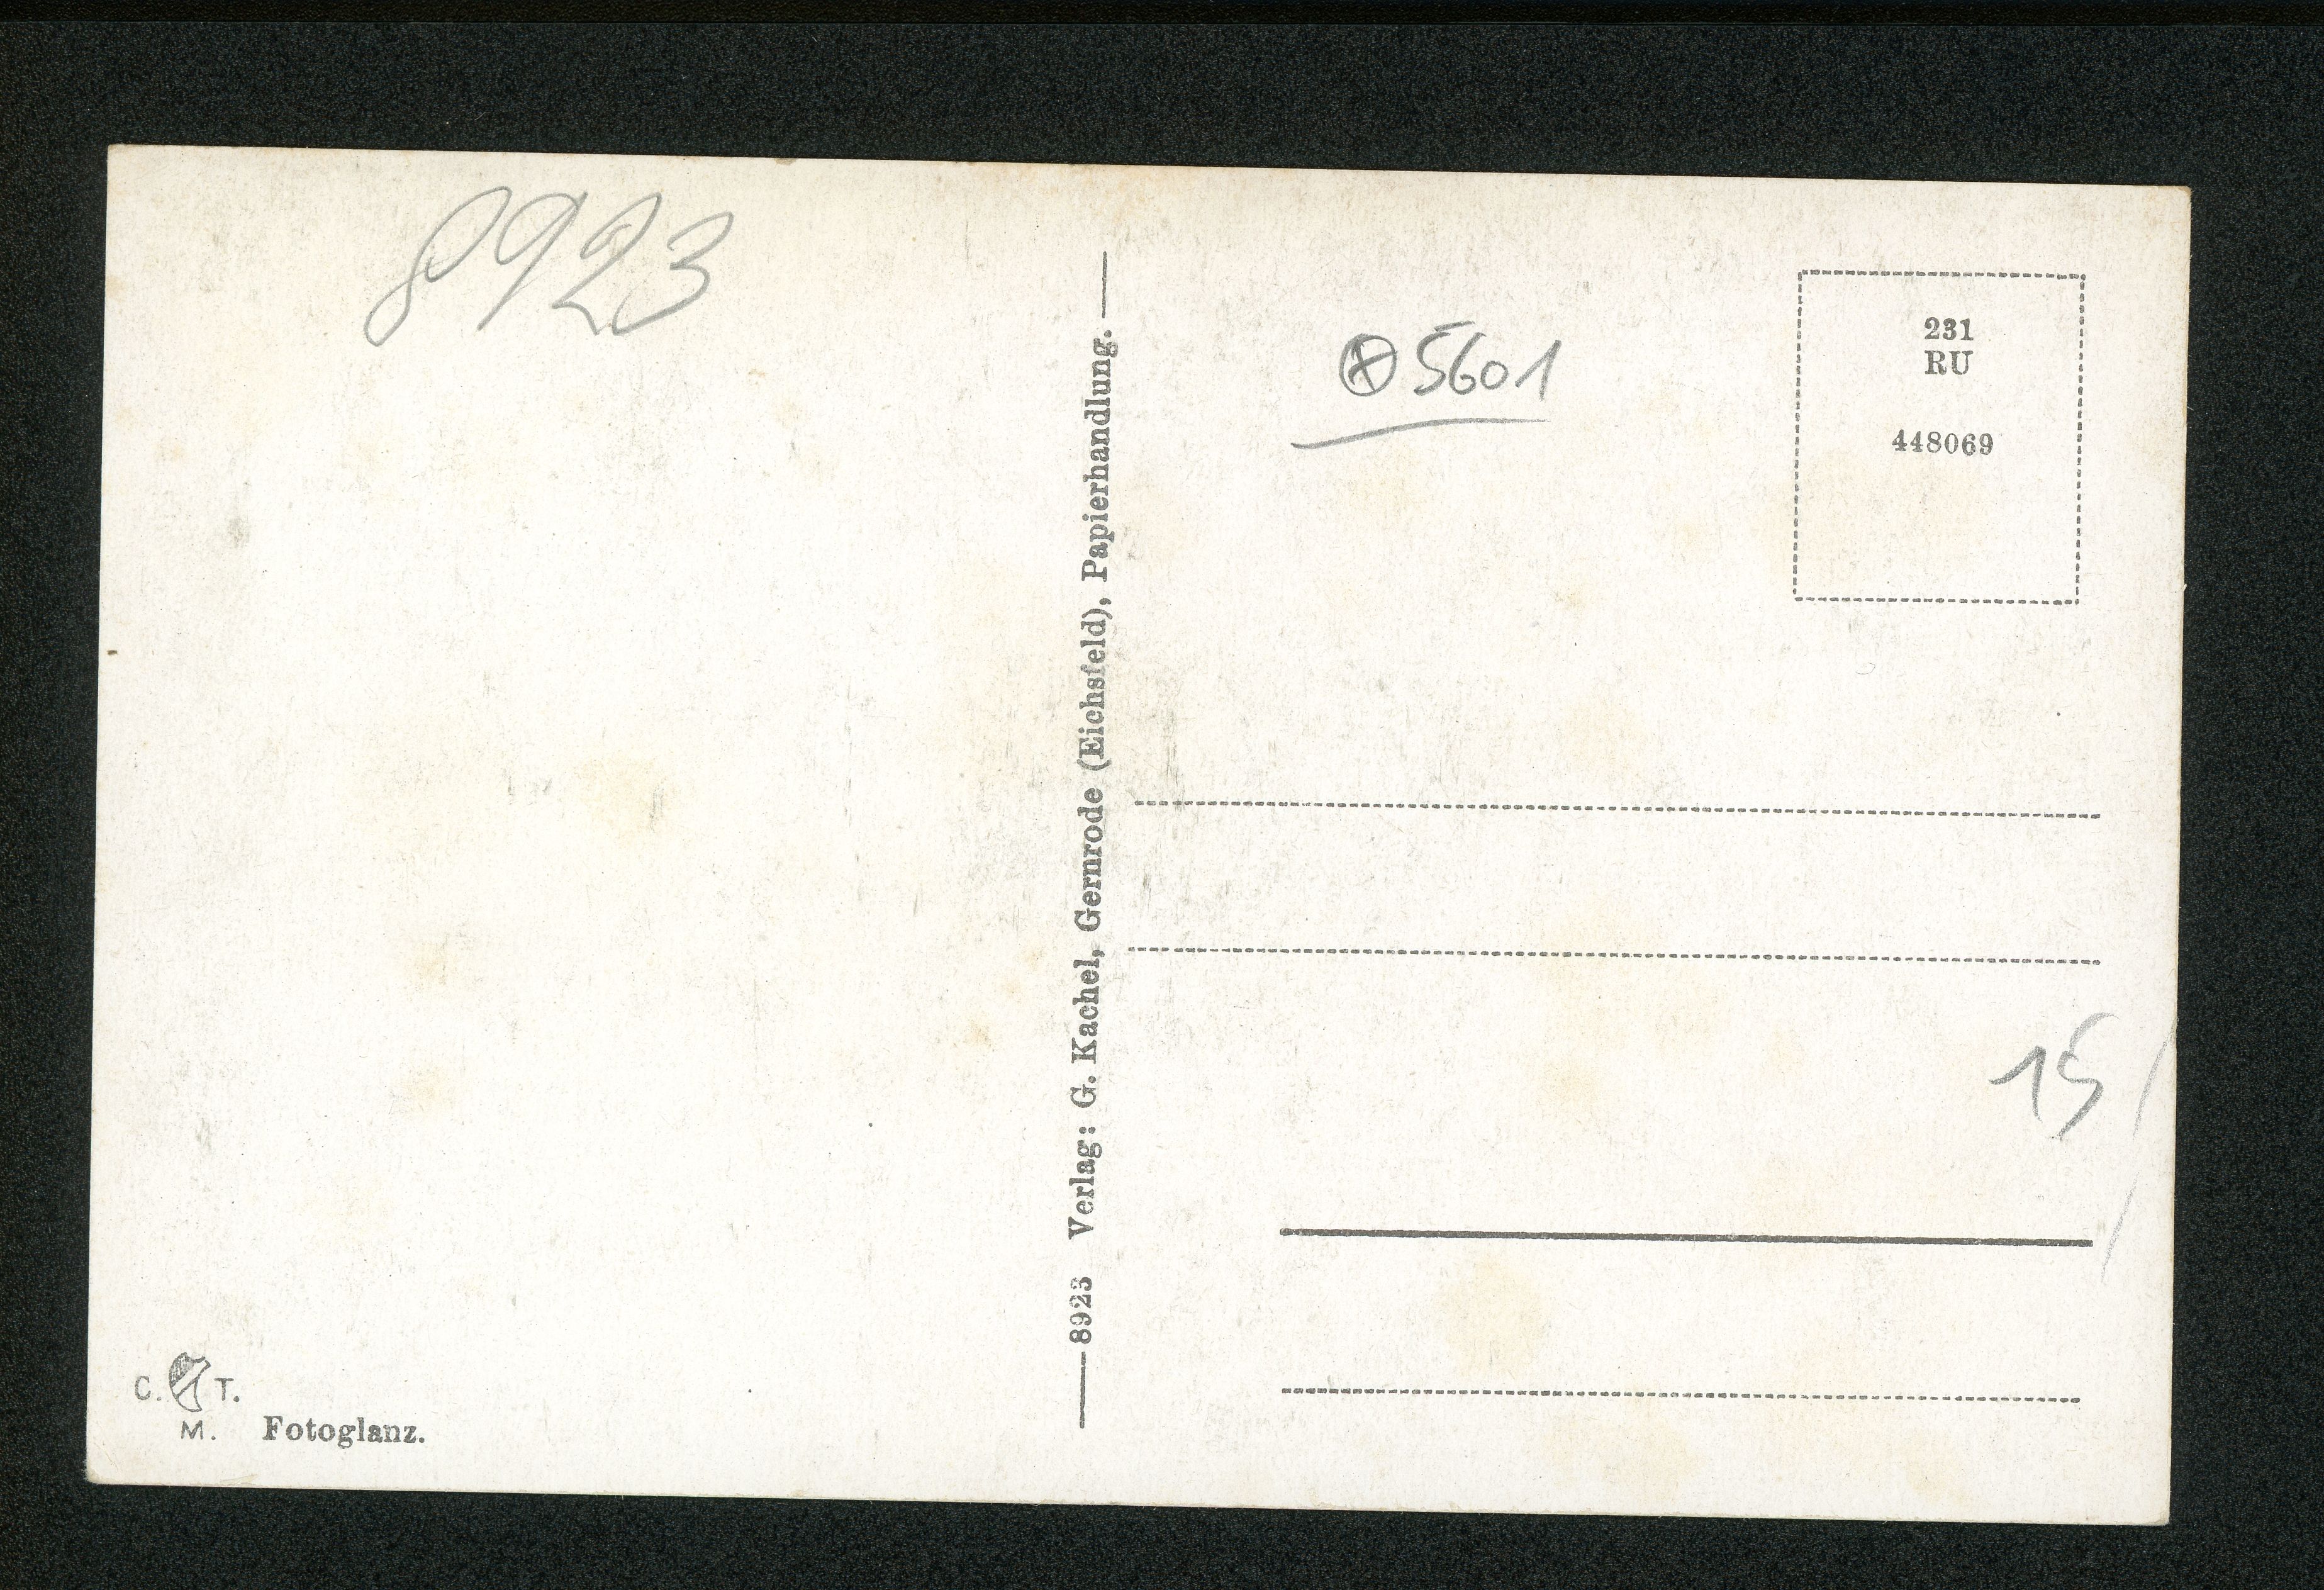 8923
⊗ 5601
231
RU
448069
8923 Verlag: G. Kachel, Gernrode (Eichsfeld), Papierhandlung.
15
C. T.
M. Fotoglanz.